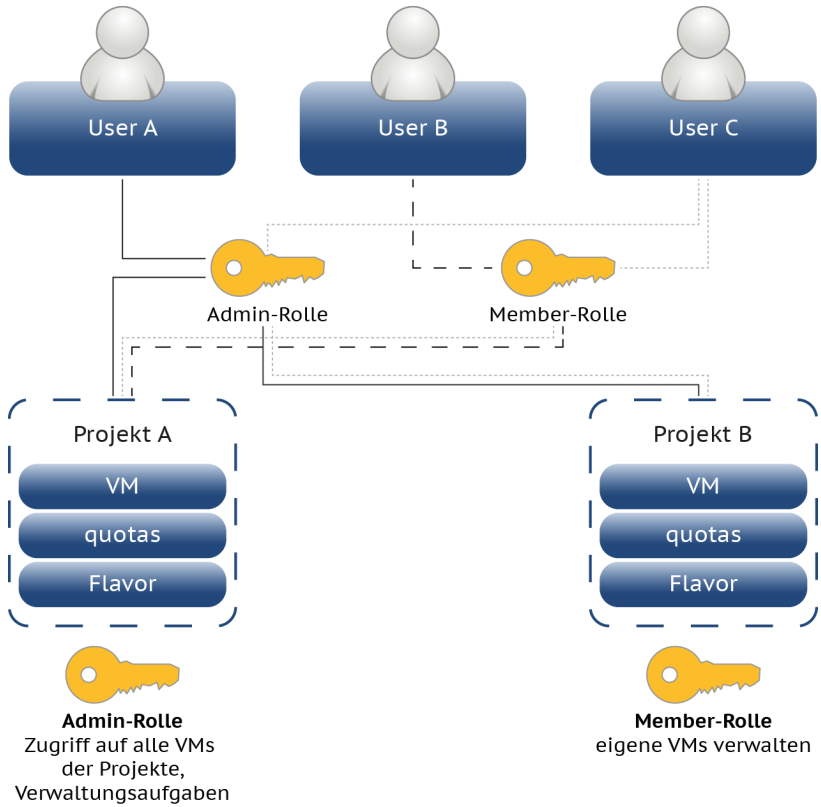 User A
User B
User C
Admin-Rolle
Member-Rolle
Projekt A
VM
quotas
Flavor
Projekt B
VM
quotas
Flavor
Admin-Rolle
Zugriff auf alle VMs
der Projekte,
Verwaltungsaufgaben
Member-Rolle
eigene VMs verwalten